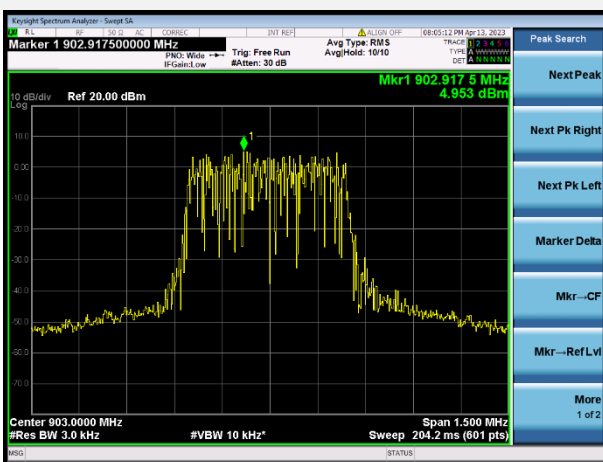 Keysight Spectrum Analyzer - Swept SA
RL RF 50 Ω AC CORREC INT REF ALIGN OFF 08:05:12 PM Apr 13, 2023
Marker 1 902.917500000 MHz
PNO: Wide
IFGain:Low
Trig: Free Run
#Atten: 30 dB
Avg Type: RMS
Avg|Hold: 10/10
TRACE 1 2 3 4 5 6
TYPE A WWWWW
DET A N N N N N
Mkr1 902.917 5 MHz
4.953 dBm
10 dB/div Ref 20.00 dBm
Log
10.0
0.00
-10.0
-20.0
-30.0
-40.0
-50.0
-60.0
-70.0
1
Center 903.0000 MHz Span 1.500 MHz
#Res BW 3.0 kHz #VBW 10 kHz* Sweep 204.2 ms (601 pts)
MSG STATUS
Peak Search
Next Peak
Next Pk Right
Next Pk Left
Marker Delta
Mkr→CF
Mkr→Ref Lvl
More
1 of 2